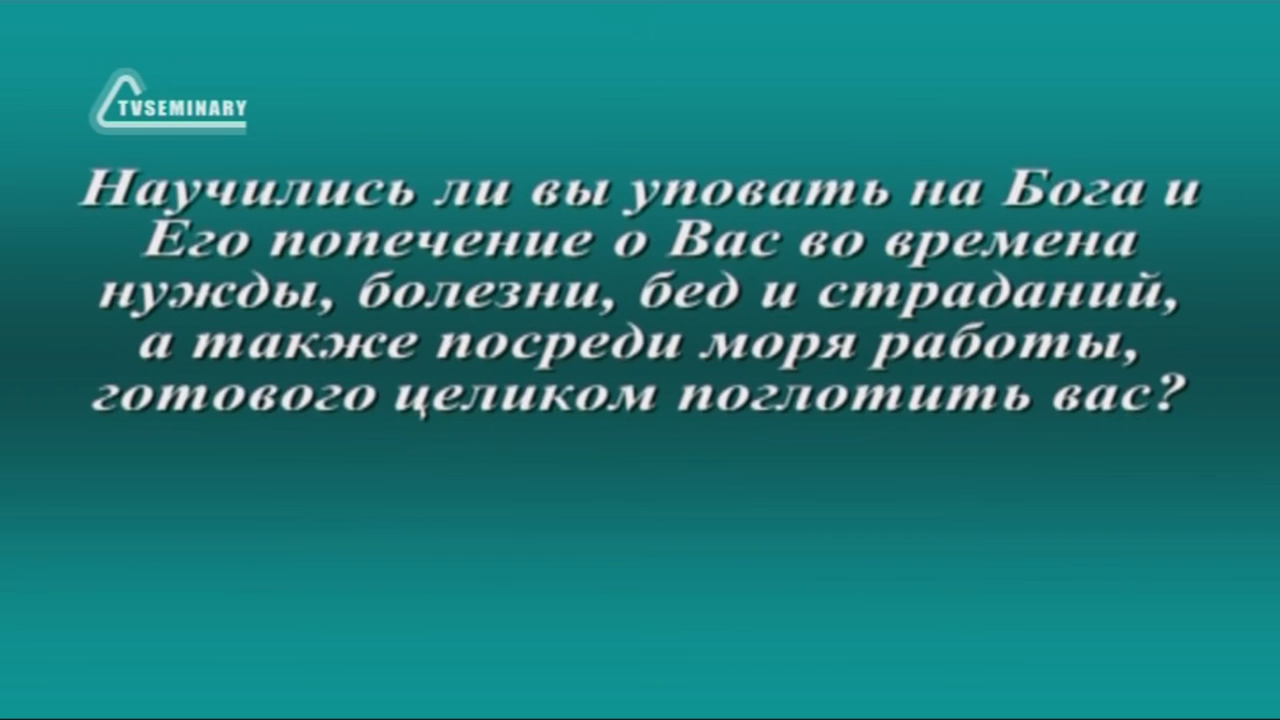 TVSEMINARY
Научились ли вы уповать на Бога и
Его попечение о Вас во времена
нужды, болезни, бед и страданий,
а также посреди моря работы,
готового целиком поглотить вас?